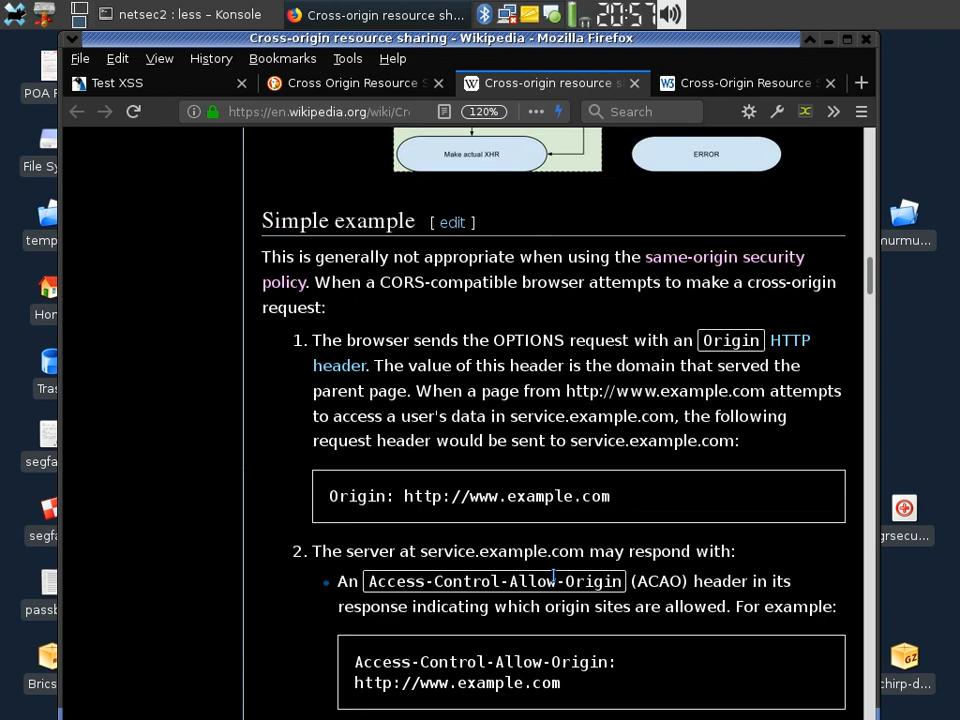 netsec2 : less – Konsole
Cross-origin resource sh...
20:57
Cross-origin resource sharing - Wikipedia - Mozilla Firefox
File Edit View History Bookmarks Tools Help
Test XSS
Cross Origin Resource S
Cross-origin resource s
Cross-Origin Resource S
https://en.wikipedia.org/wiki/Cr
120%
Search
POA F
File Sy
temp
Hon
Tras
segfa
segfa
passb
Brics
murmu...
grsecu...
chirp-d...
Make actual XHR
ERROR
Simple example [ edit ]
This is generally not appropriate when using the same-origin security
policy. When a CORS-compatible browser attempts to make a cross-origin
request:
1. The browser sends the OPTIONS request with an Origin HTTP
header. The value of this header is the domain that served the
parent page. When a page from http://www.example.com attempts
to access a user's data in service.example.com, the following
request header would be sent to service.example.com:
Origin: http://www.example.com
2. The server at service.example.com may respond with:
• An Access-Control-Allow-Origin (ACAO) header in its
response indicating which origin sites are allowed. For example:
Access-Control-Allow-Origin:
http://www.example.com